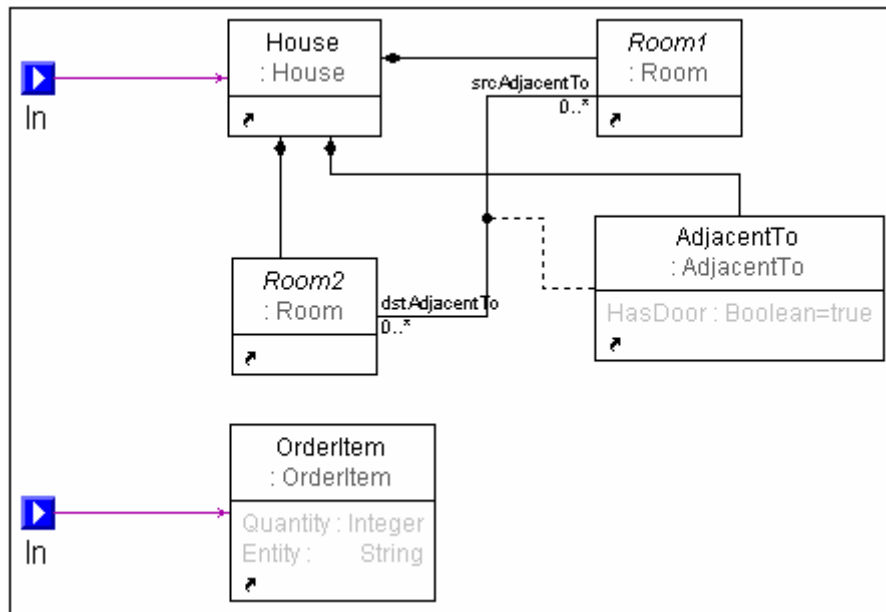 House
: House
Room1
: Room
In
srcAdjacentTo
0..*
AdjacentTo
: AdjacentTo
HasDoor : Boolean=true
Room2
: Room
dstAdjacentTo
0..*
OrderItem
: OrderItem
Quantity : Integer
Entity : String
In